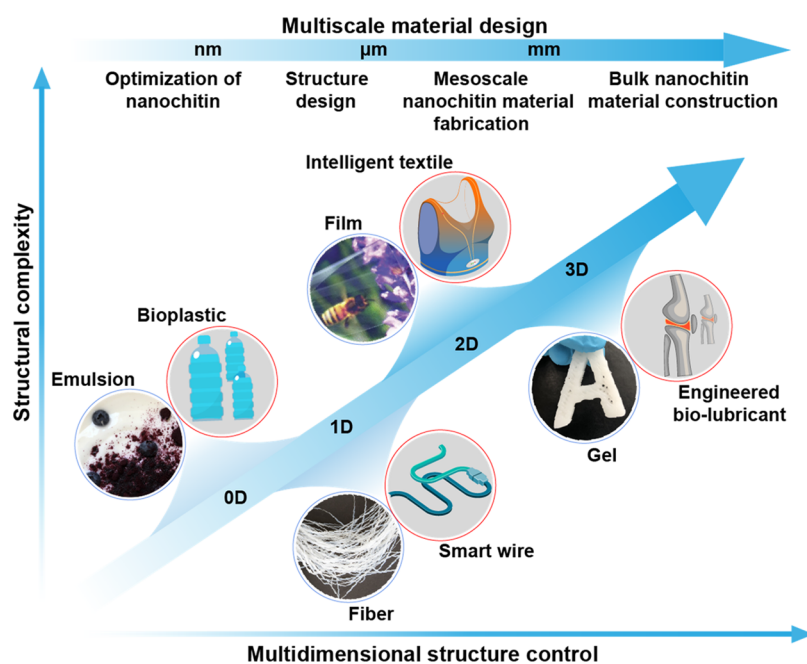 Multiscale material design
nm
μm
mm
Optimization of
nanochitin
Structure
design
Mesoscale
nanochitin material
fabrication
Bulk nanochitin
material construction
Structural complexity
Intelligent textile
Film
3D
Bioplastic
2D
Emulsion
Engineered
bio-lubricant
1D
Gel
0D
Smart wire
Fiber
Multidimensional structure control